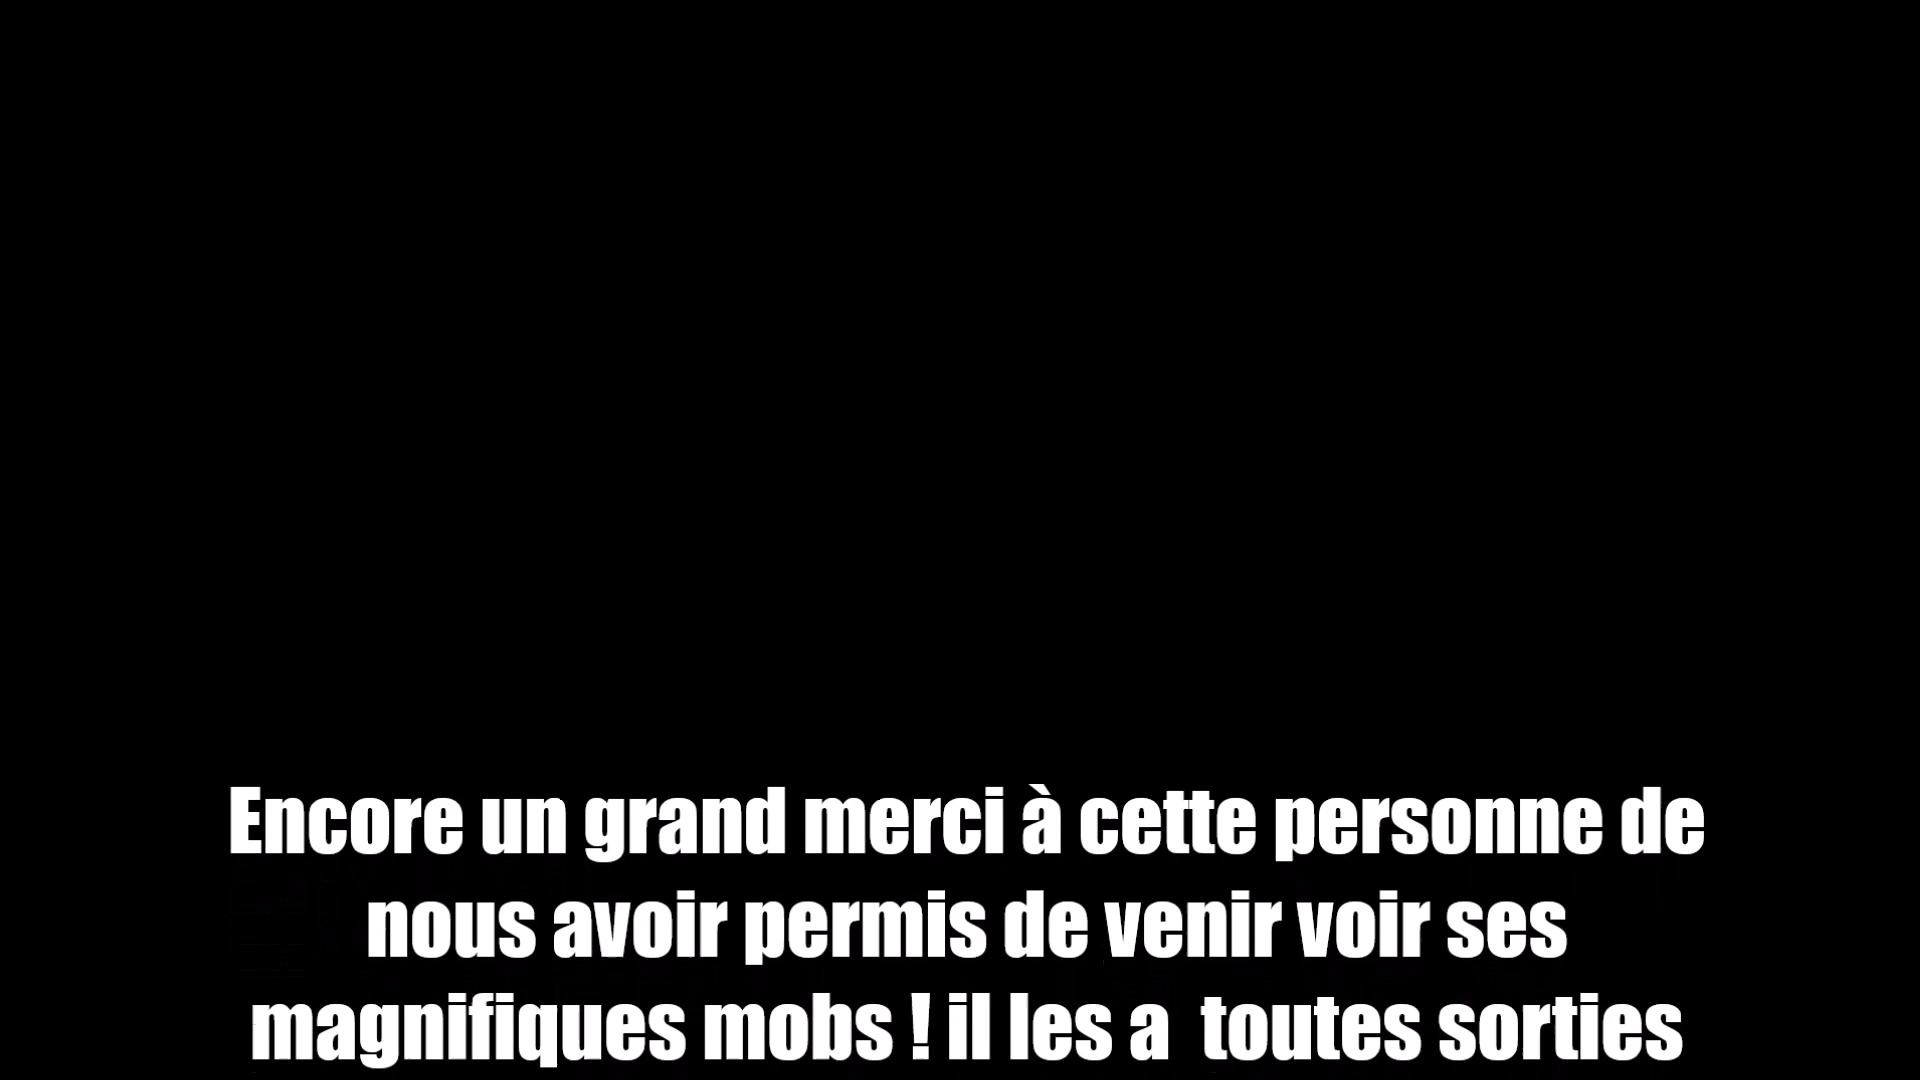 Encore un grand merci à cette personne de
nous avoir permis de venir voir ses
magnifiques mobs ! il les a  toutes sorties